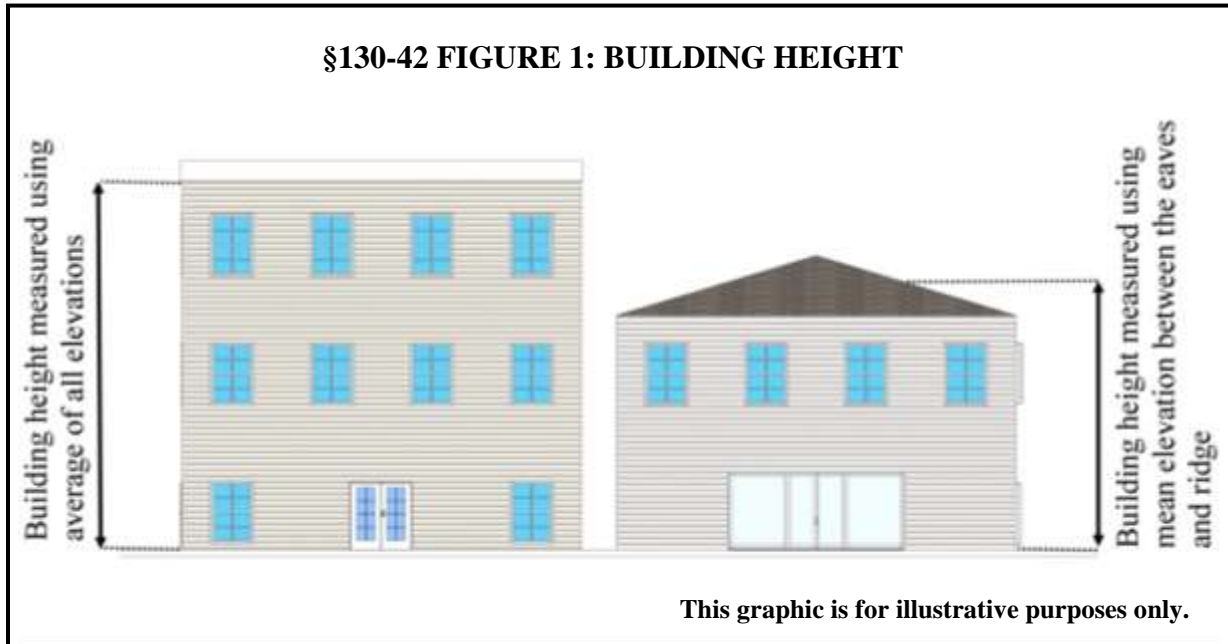 §130-42 FIGURE 1: BUILDING HEIGHT
Building height measured using
average of all elevations
Building height measured using
mean elevation between the eaves
and ridge
This graphic is for illustrative purposes only.